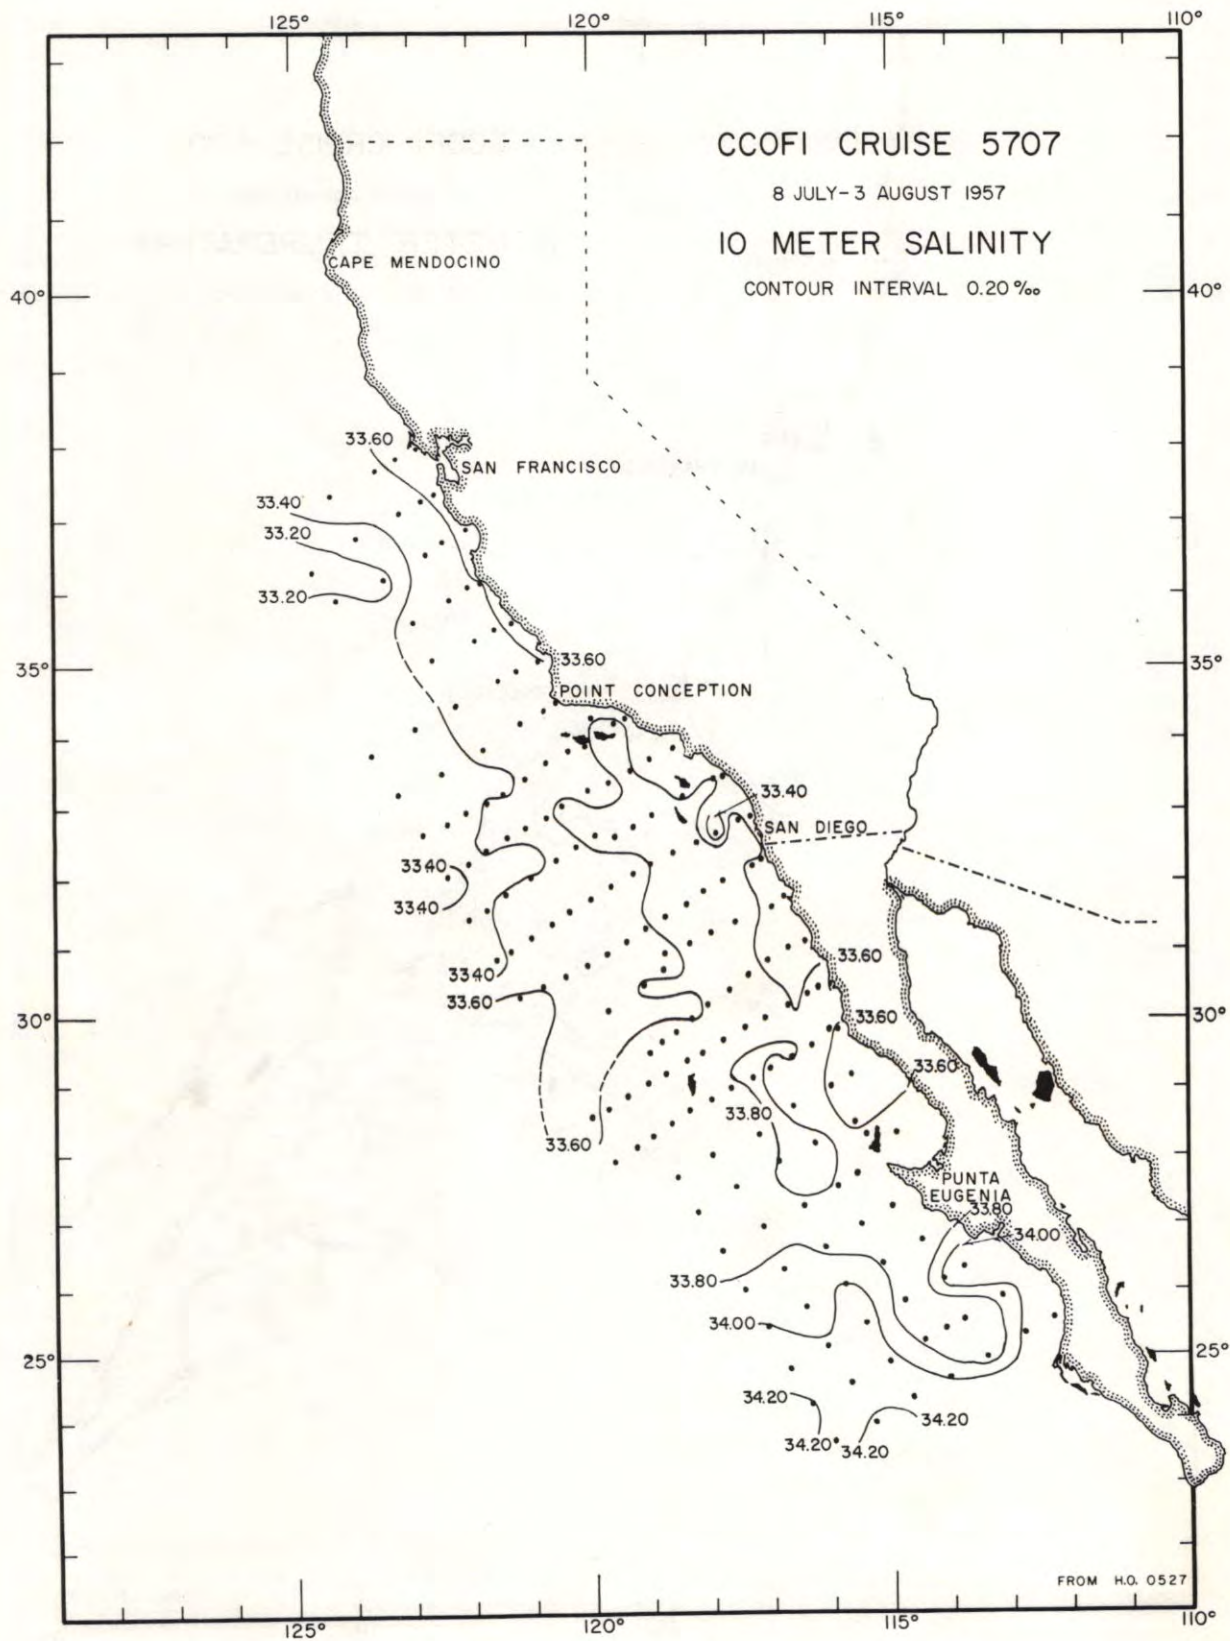 125° 120° 115° 110°
CCOFI CRUISE 5707
8 JULY-3 AUGUST 1957
10 METER SALINITY
CONTOUR INTERVAL 0.20 ‰
CAPE MENDOCINO
40° 40°
33.60
SAN FRANCISCO
33.40
33.20
33.20
33.60
35° 35°
POINT CONCEPTION
33.40
SAN DIEGO
33.40
33.40
33.60
33.40
33.60
30° 30°
33.60
33.60
33.80
33.60
PUNTA
EUGENIA
33.80
34.00
33.80
34.00
25° 25°
34.20
34.20
34.20 34.20
FROM H.O. 0527
125° 120° 115° 110°